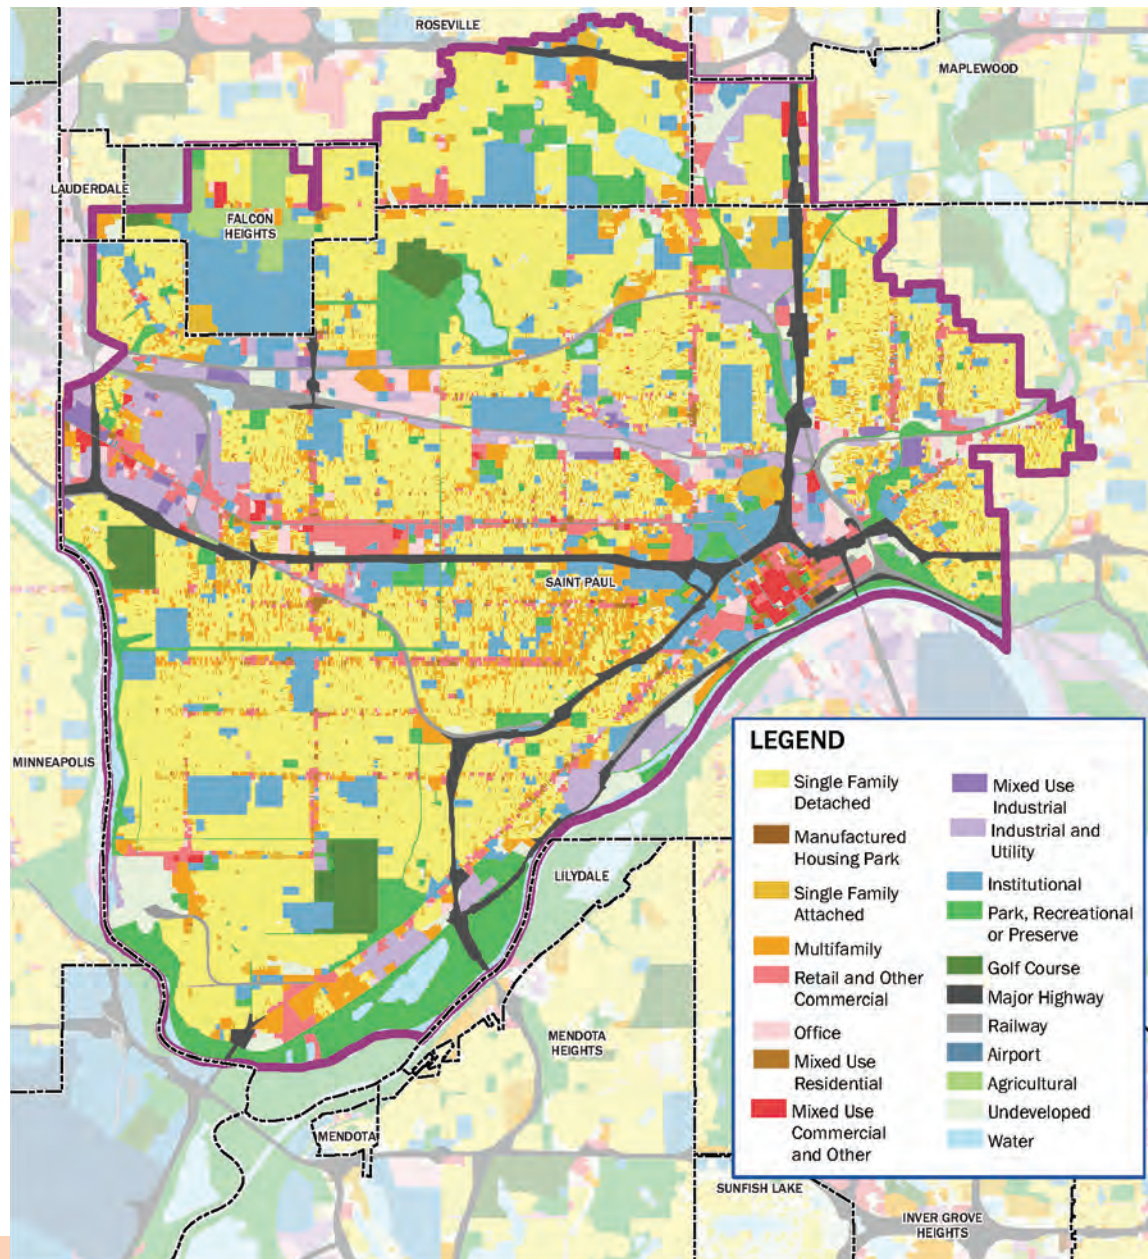 ROSEVILLE
MAPLEWOOD
LAUDERDALE
FALCON
HEIGHTS
SAINT PAUL
MINNEAPOLIS
LILYDALE
MENDOTA
HEIGHTS
MENDOTA
SUNFISH LAKE
INVER GROVE
HEIGHTS
LEGEND
Single Family
Detached
Manufactured
Housing Park
Single Family
Attached
Multifamily
Retail and Other
Commercial
Office
Mixed Use
Residential
Mixed Use
Commercial
and Other
Mixed Use
Industrial
Industrial and
Utility
Institutional
Park, Recreational
or Preserve
Golf Course
Major Highway
Railway
Airport
Agricultural
Undeveloped
Water